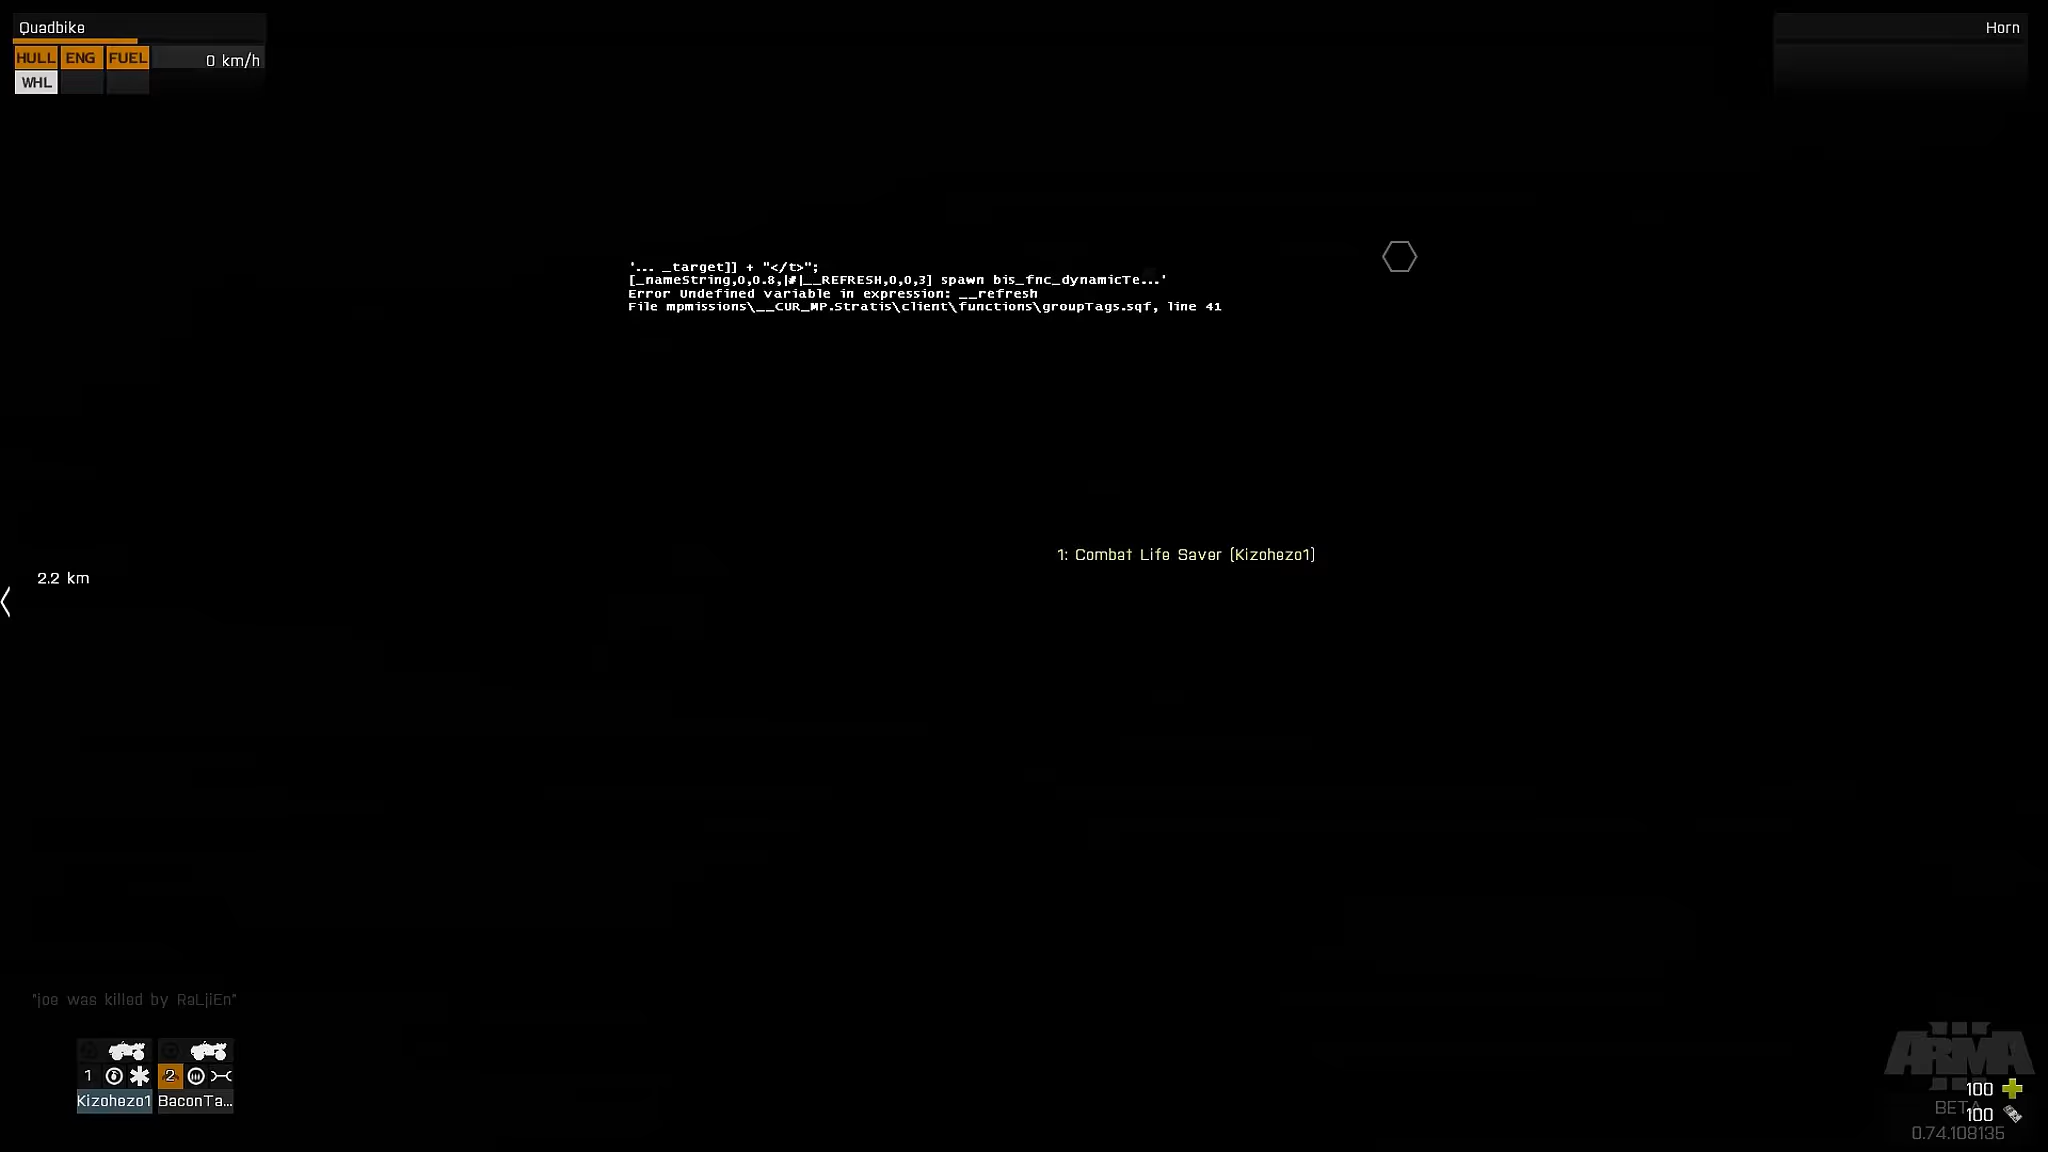 Quadbike
HULL ENG FUEL 0 km/h
WHL
Horn
'... _target]] + "</t>";
[_nameString,0,0.8,|#|__REFRESH,0,0,3] spawn bis_fnc_dynamicTe...'
Error Undefined variable in expression: __refresh
File mpmissions\__CUR_MP.Stratis\client\functions\groupTags.sqf, line 41
1: Combat Life Saver (Kizohezo1)
2.2 km
"joe was killed by RaLjiEn"
1 2
Kizohezo1 BaconTa...
ARMA III
100
BETA
100
0.74.108135